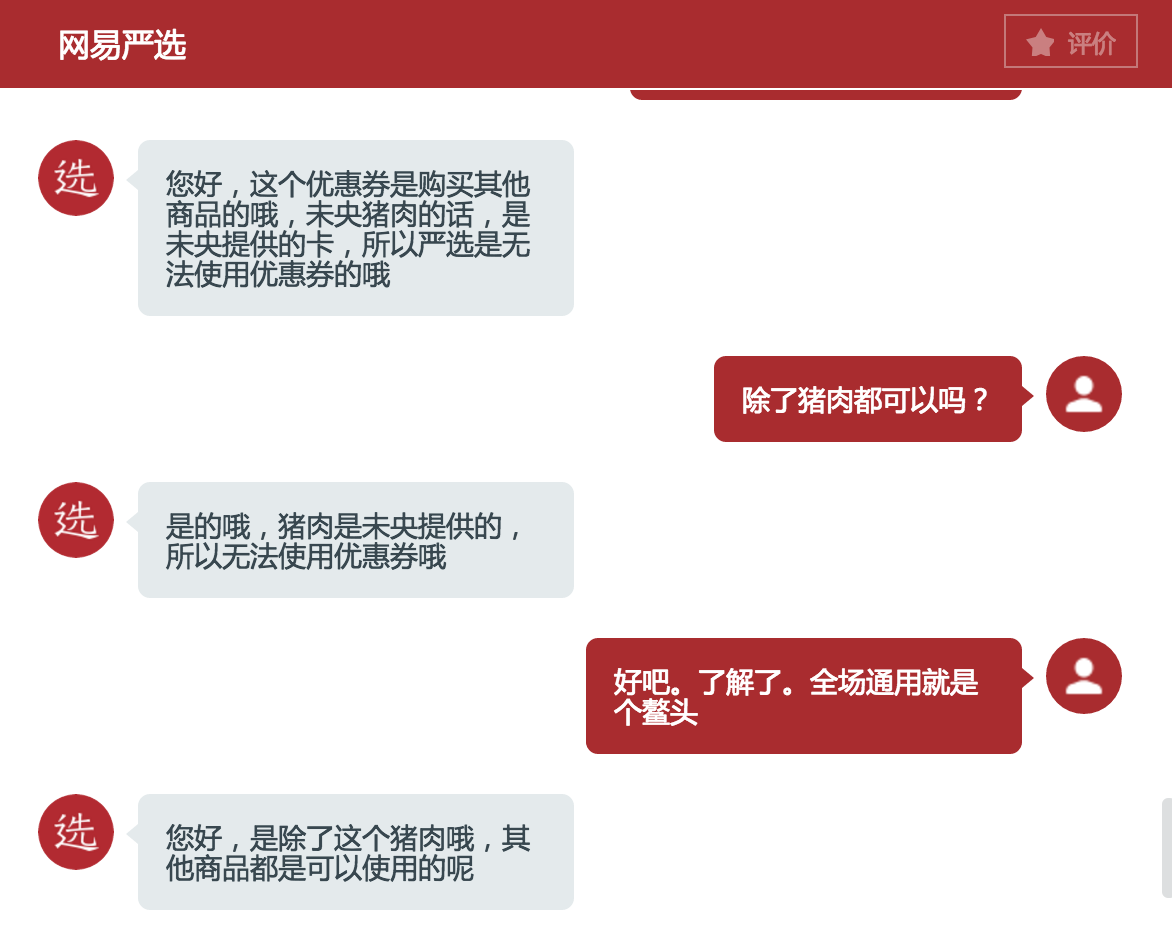 网易严选
评价
选
您好，这个优惠券是购买其他
商品的哦，未央猪肉的话，是
未央提供的卡，所以严选是无
法使用优惠券的哦
除了猪肉都可以吗？
选
是的哦，猪肉是未央提供的，
所以无法使用优惠券哦
好吧。了解了。全场通用就是
个鳌头
选
您好，是除了这个猪肉哦，其
他商品都是可以使用的呢